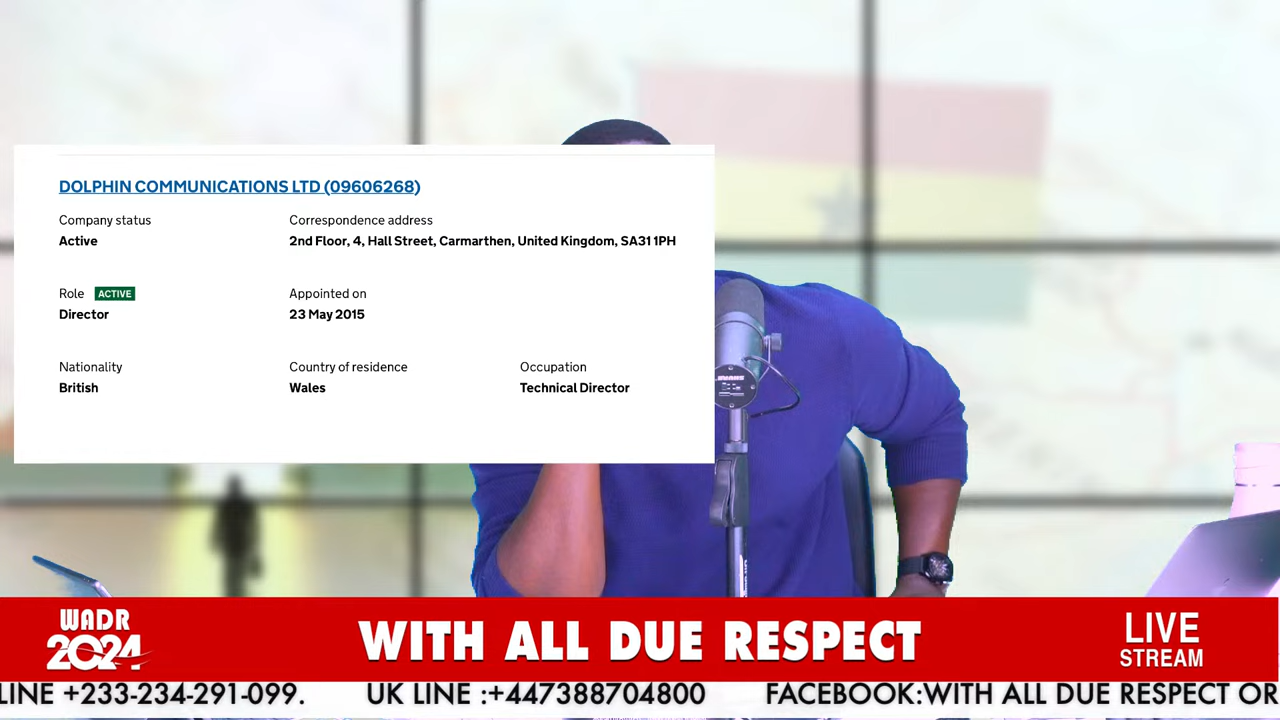 DOLPHIN COMMUNICATIONS LTD (09606268)
Company status
Correspondence address
Active
2nd Floor, 4, Hall Street, Carmarthen, United Kingdom, SA31 1PH
Role ACTIVE
Appointed on
Director
23 May 2015
Nationality
Country of residence
Occupation
British
Wales
Technical Director
WADR
2024
WITH ALL DUE RESPECT
LIVE
STREAM
LINE +233-234-291-099. UK LINE :+447388704800 FACEBOOK:WITH ALL DUE RESPECT OR